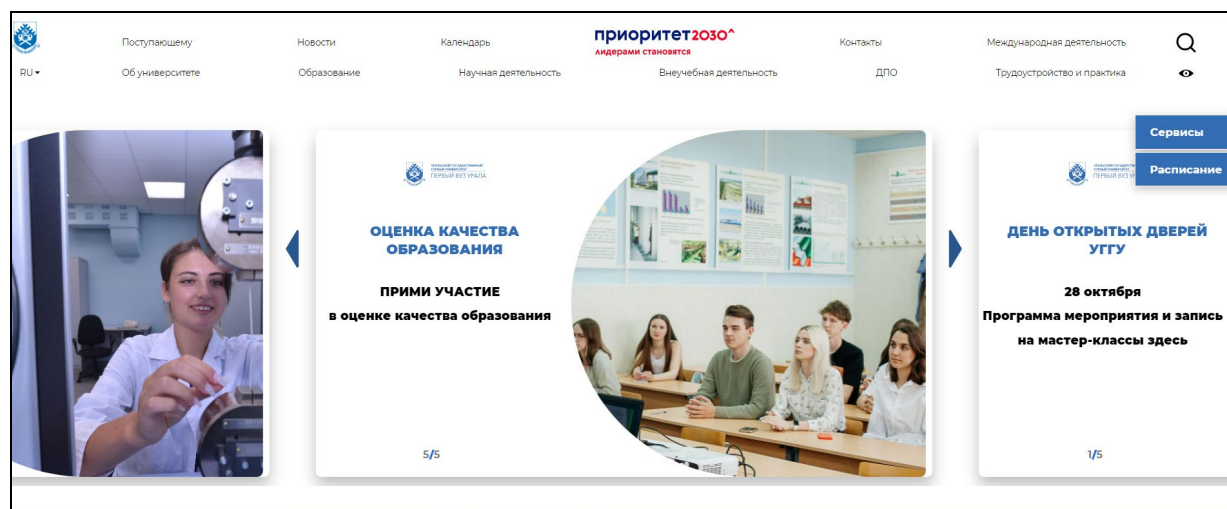 Поступающему
Новости
Календарь
ПРИОРИТЕТ2030^
лидерами становятся
Контакты
Международная деятельность
RU
Об университете
Образование
Научная деятельность
Внеучебная деятельность
ДПО
Трудоустройство и практика
Сервисы
Расписание
ПЕРВЫЙ ВУЗ УРАЛА
ОЦЕНКА КАЧЕСТВА
ОБРАЗОВАНИЯ
ПРИМИ УЧАСТИЕ
в оценке качества образования
5/5
ПЕРВЫЙ ВУЗ
ДЕНЬ ОТКРЫТЫХ ДВЕРЕЙ
УГГУ
28 октября
Программа мероприятия и запись
на мастер-классы здесь
1/5